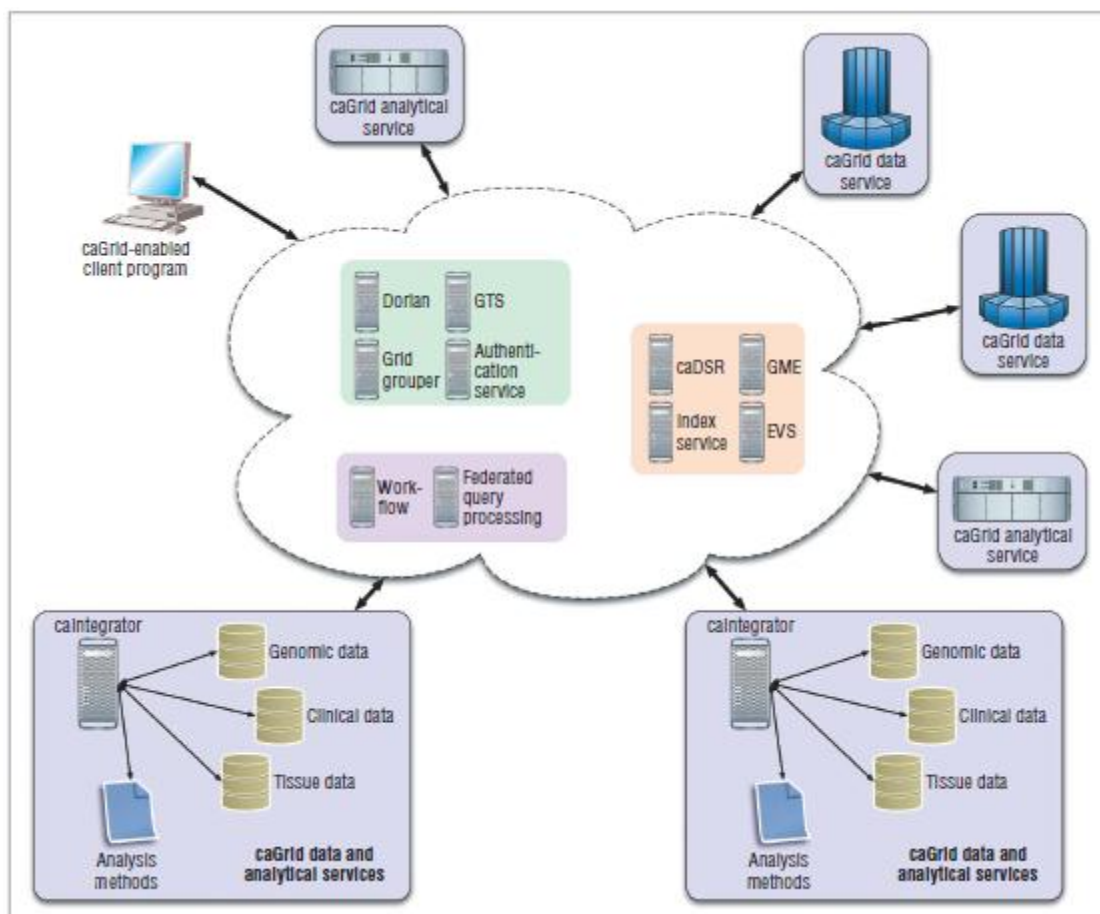 caGrid analytical
service
caGrid data
service
caGrid-enabled
client program
caGrid data
service
Dorian
GTS
Grid
grouper
Authenti-
cation
service
caDSR
GME
Index
service
EVS
Work-
flow
Federated
query
processing
caGrid analytical
service
caIntegrator
Genomic data
Clinical data
Tissue data
Analysis
methods
caGrid data and
analytical services
caIntegrator
Genomic data
Clinical data
Tissue data
Analysis
methods
caGrid data and
analytical services